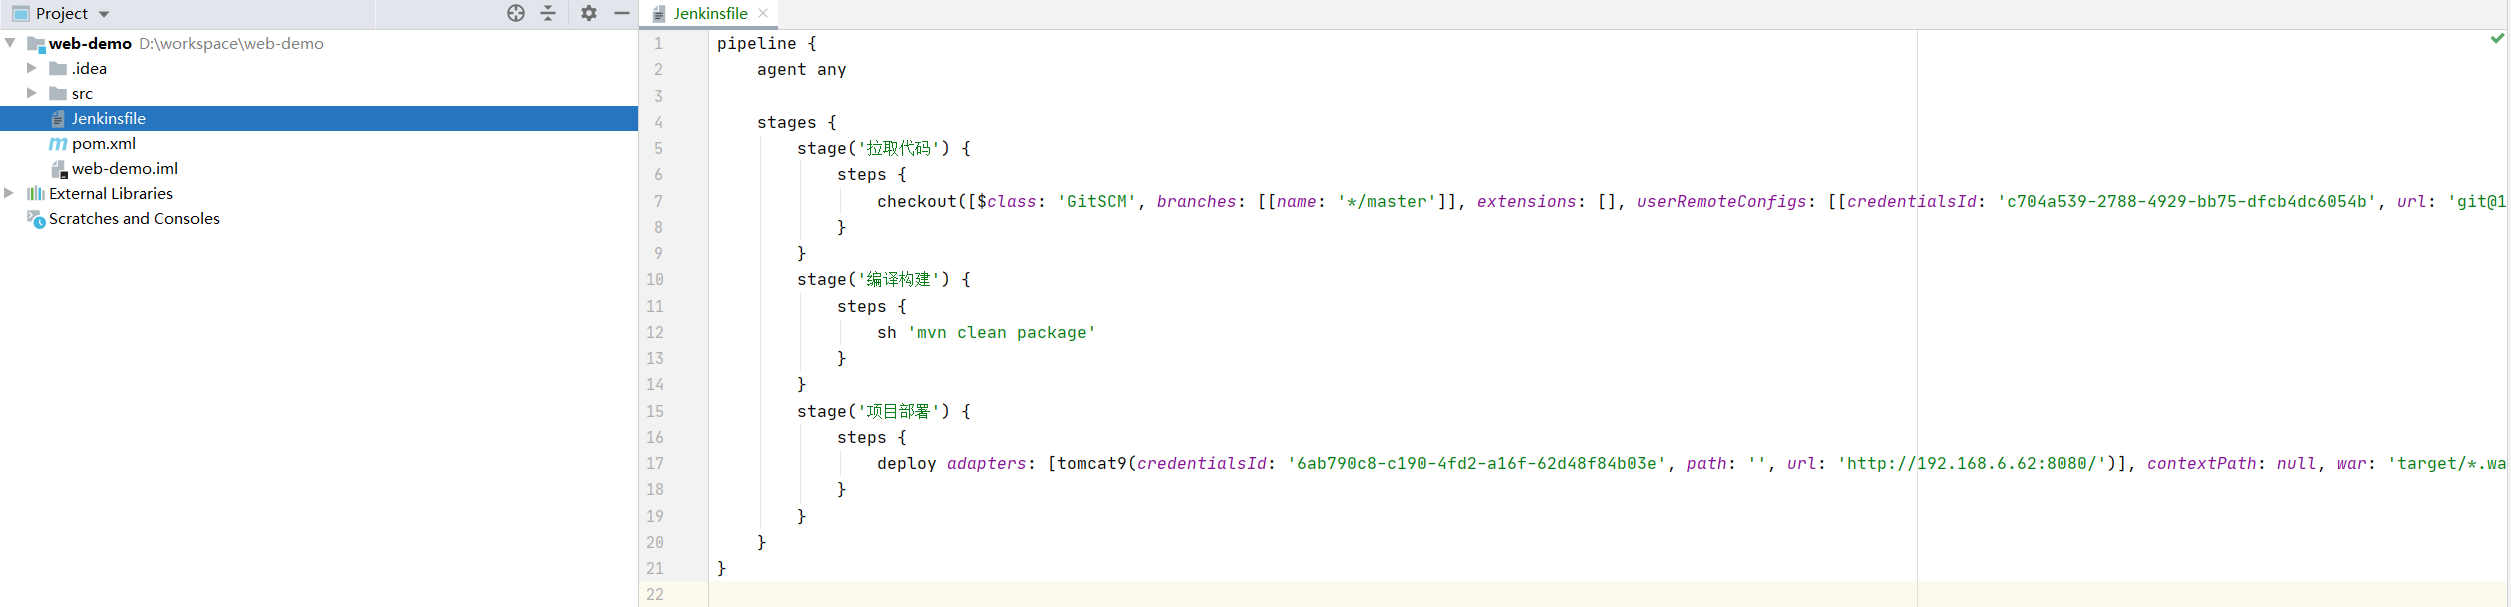 Project
web-demo D:\workspace\web-demo
.idea
src
Jenkinsfile
pom.xml
web-demo.iml
External Libraries
Scratches and Consoles
Jenkinsfile
1 pipeline {
2 agent any
3
4 stages {
5 stage('拉取代码') {
6 steps {
7 checkout([$class: 'GitSCM', branches: [[name: '*/master']], extensions: [], userRemoteConfigs: [[credentialsId: 'c704a539-2788-4929-bb75-dfcb4dc6054b', url: 'git@1
8 }
9 }
10 stage('编译构建') {
11 steps {
12 sh 'mvn clean package'
13 }
14 }
15 stage('项目部署') {
16 steps {
17 deploy adapters: [tomcat9(credentialsId: '6ab790c8-c190-4fd2-a16f-62d48f84b03e', path: '', url: 'http://192.168.6.62:8080/')], contextPath: null, war: 'target/*.wa
18 }
19 }
20 }
21 }
22